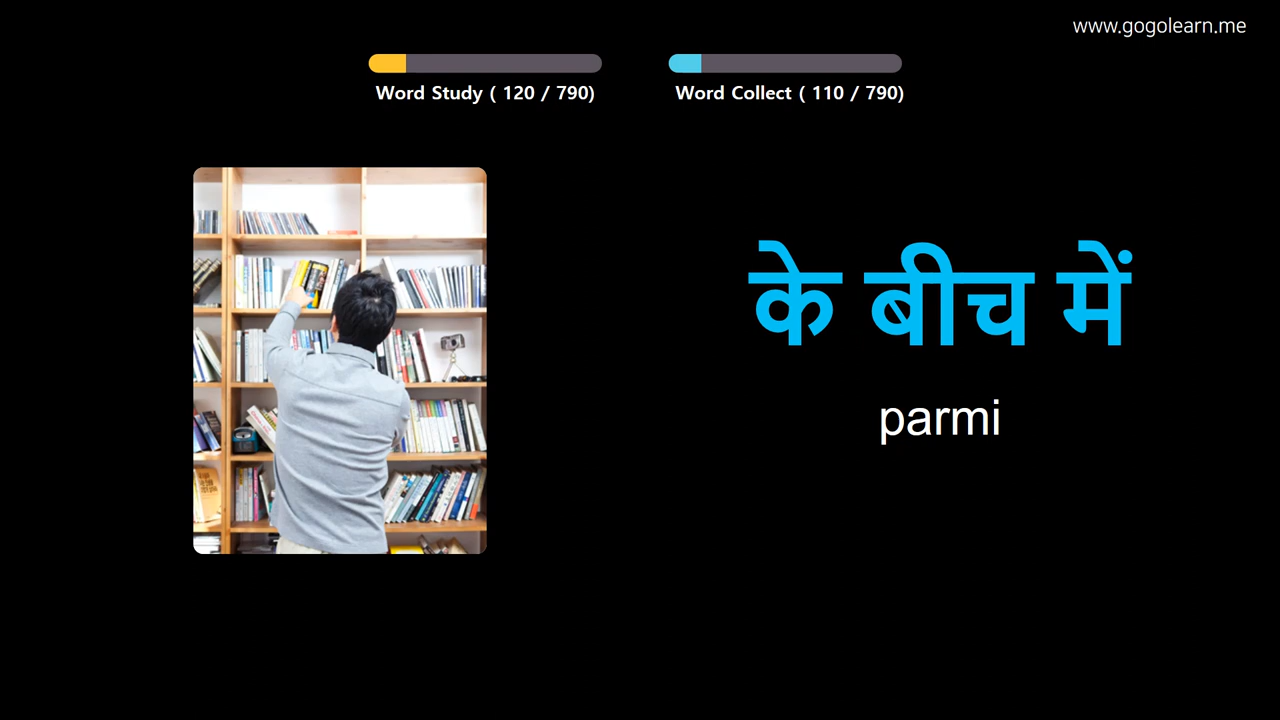 www.gogolearn.me
Word Study ( 120 / 790)
Word Collect ( 110 / 790)
के बीच में
parmi